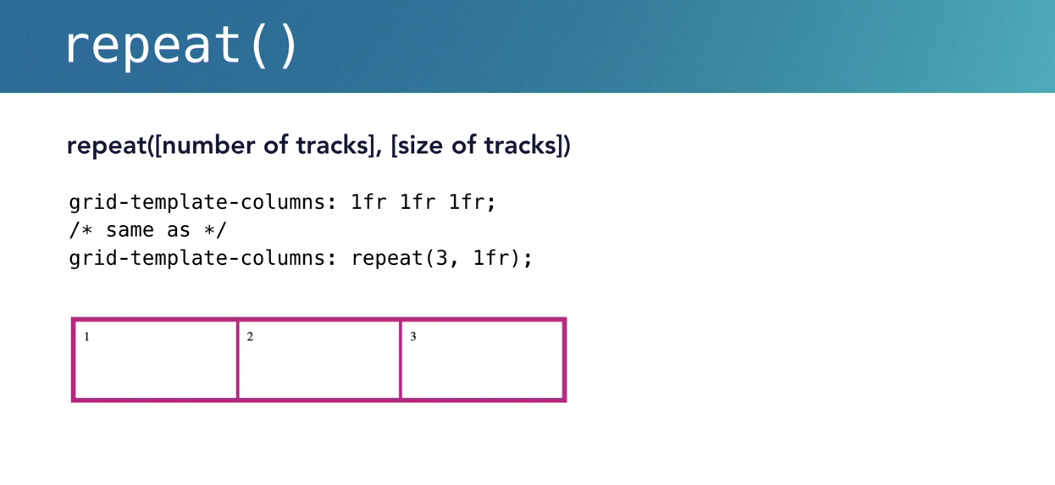 repeat()
repeat([number of tracks], [size of tracks])
grid-template-columns: 1fr 1fr 1fr;
/* same as */
grid-template-columns: repeat(3, 1fr);
1 2 3